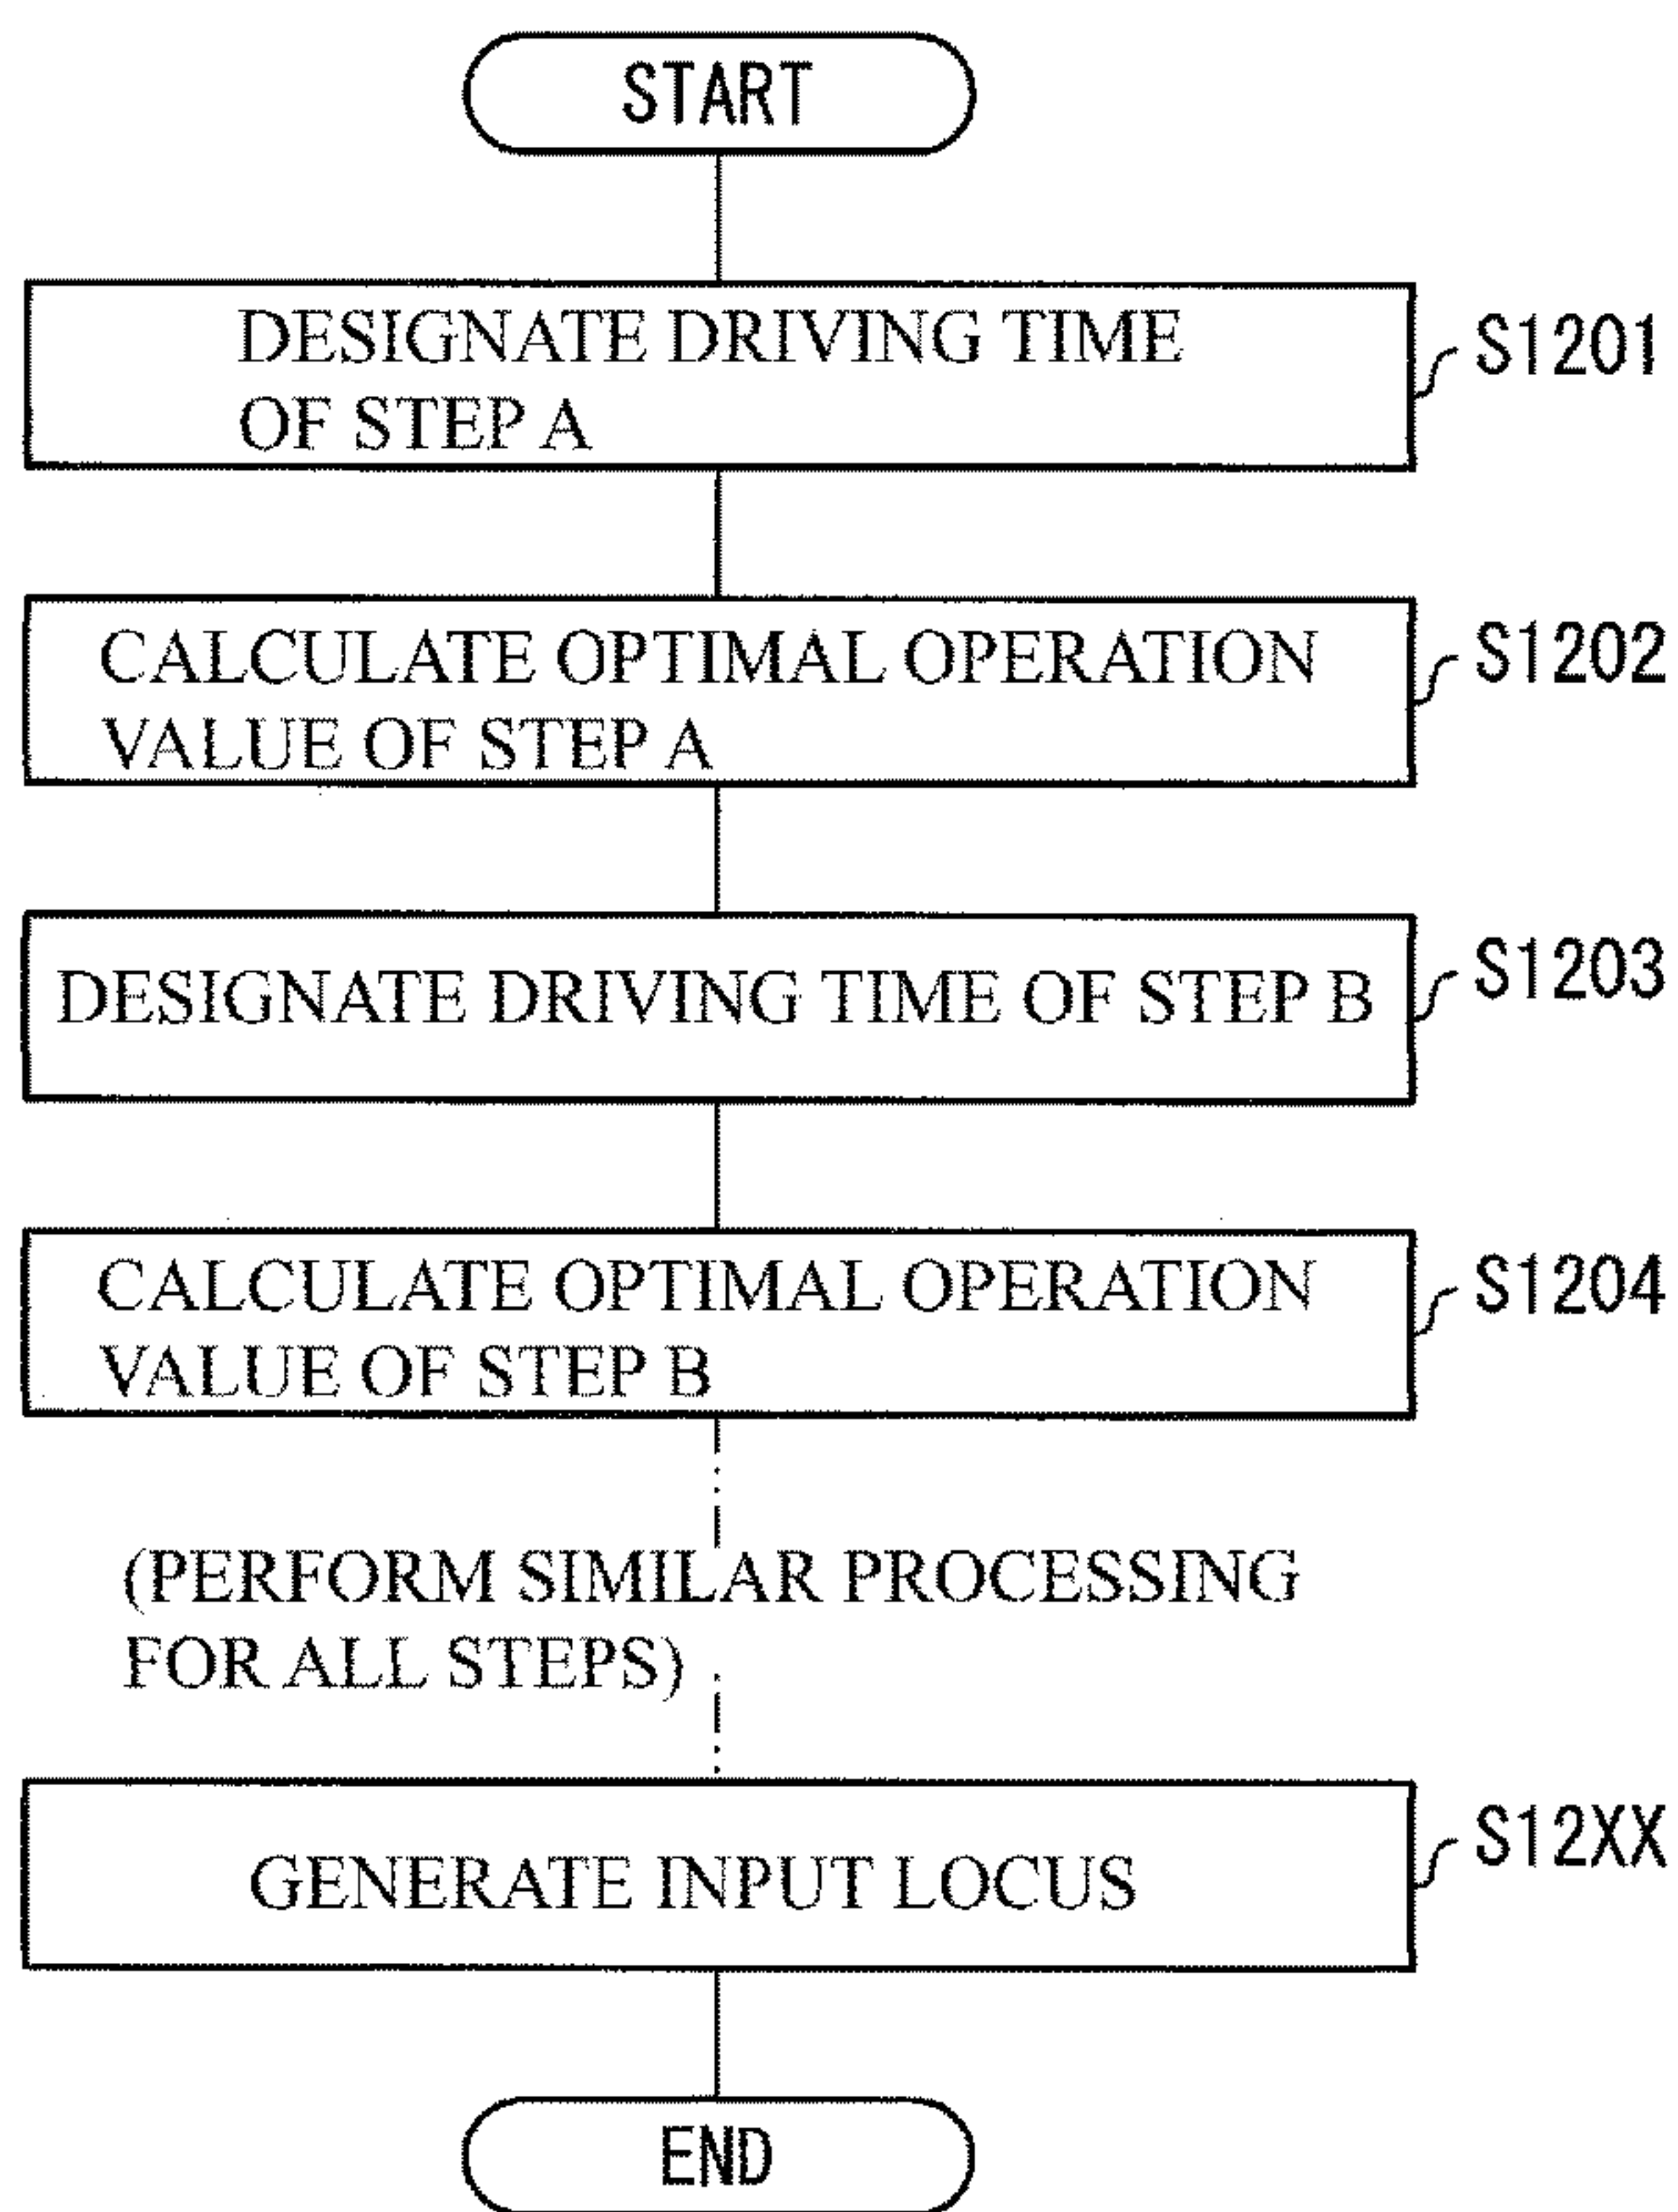 START
DESIGNATE DRIVING TIME
OF STEP A
S1201
CALCULATE OPTIMAL OPERATION
VALUE OF STEP A
S1202
DESIGNATE DRIVING TIME OF STEP B
S1203
CALCULATE OPTIMAL OPERATION
VALUE OF STEP B
S1204
(PERFORM SIMILAR PROCESSING
FOR ALL STEPS)
GENERATE INPUT LOCUS
S12XX
END